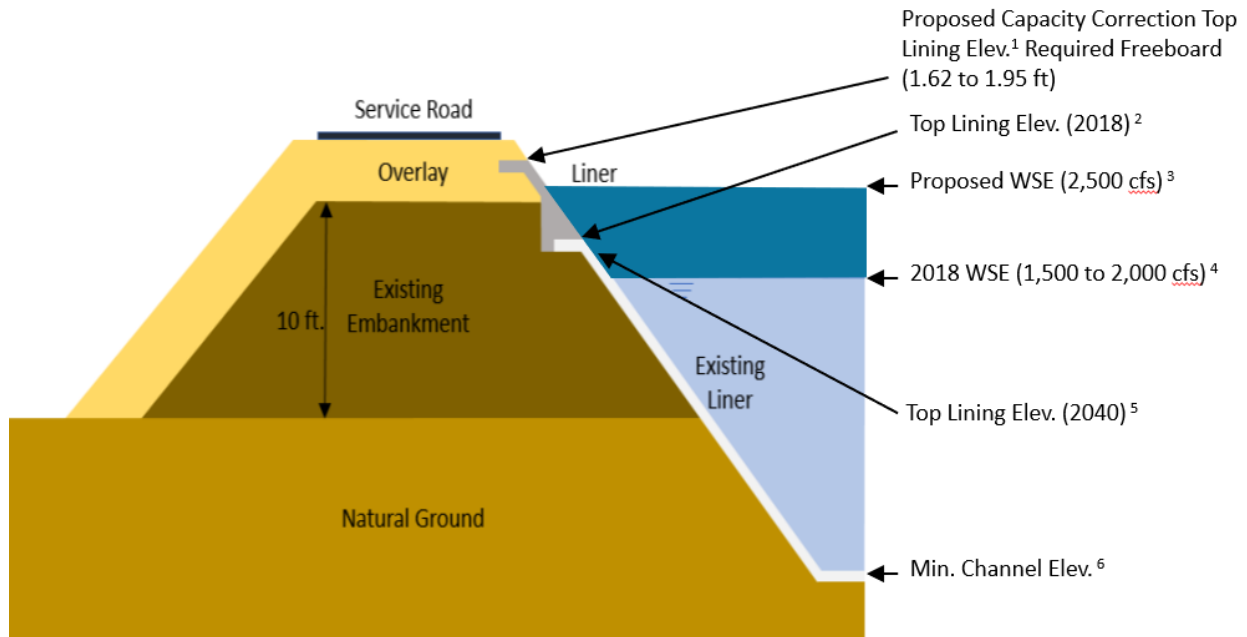 Proposed Capacity Correction Top
Lining Elev.¹ Required Freeboard
(1.62 to 1.95 ft)
Service Road
Top Lining Elev. (2018) ²
Overlay
Liner
Proposed WSE (2,500 cfs) ³
2018 WSE (1,500 to 2,000 cfs) ⁴
Existing
Embankment
10 ft.
Existing
Liner
Top Lining Elev. (2040) ⁵
Natural Ground
Min. Channel Elev. ⁶